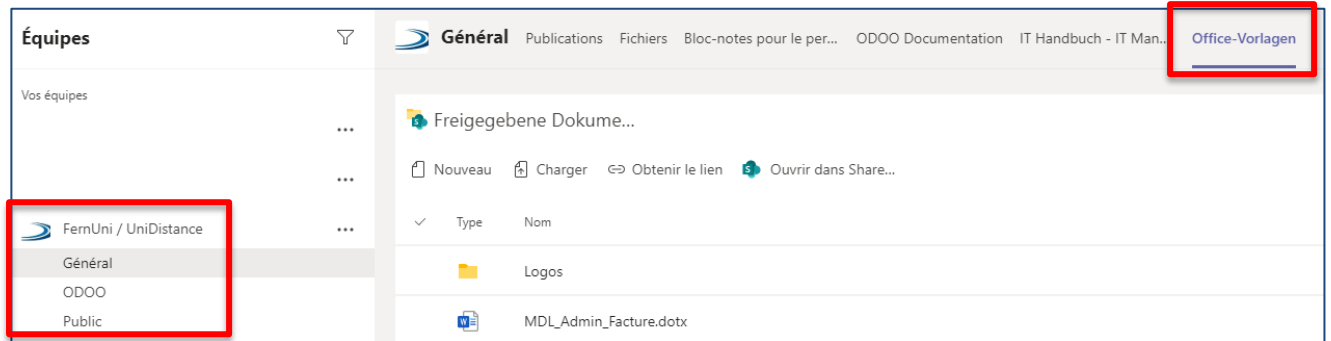 Équipes
Vos équipes
FernUni / UniDistance
Général
ODOO
Public
Général Publications Fichiers Bloc-notes pour le per... ODOO Documentation IT Handbuch - IT Man... Office-Vorlagen
Freigegebene Dokume...
Nouveau Charger Obtenir le lien Ouvrir dans Share...
Type Nom
Logos
MDL_Admin_Facture.dotx